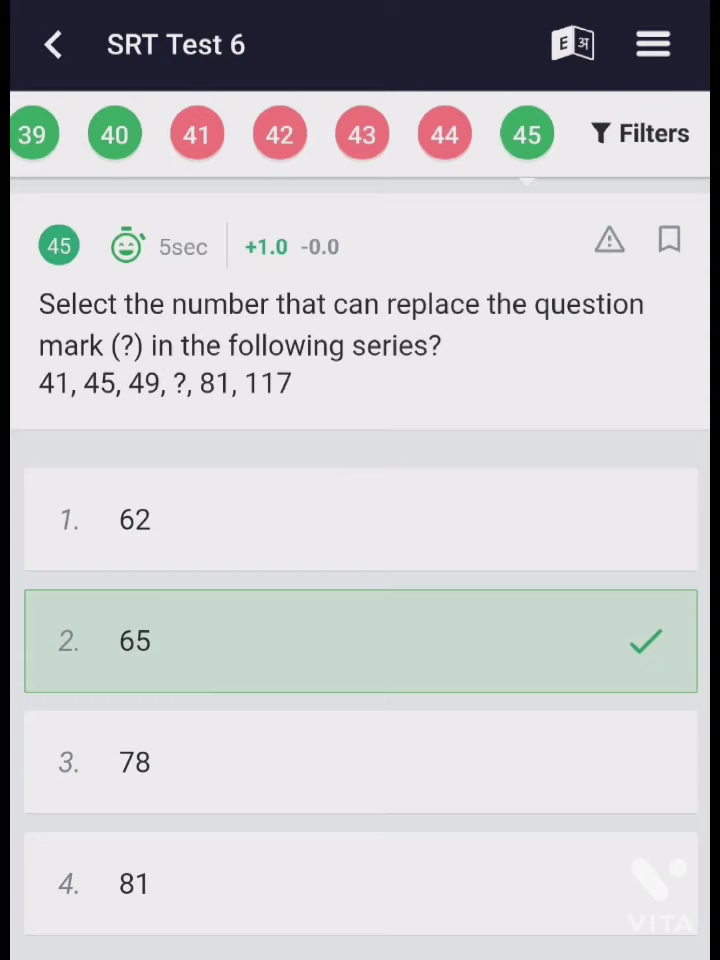 SRT Test 6
E अ
39 40 41 42 43 44 45 Filters
45 5sec +1.0 -0.0
Select the number that can replace the question
mark (?) in the following series?
41, 45, 49, ?, 81, 117
1. 62
2. 65
3. 78
4. 81
VITA